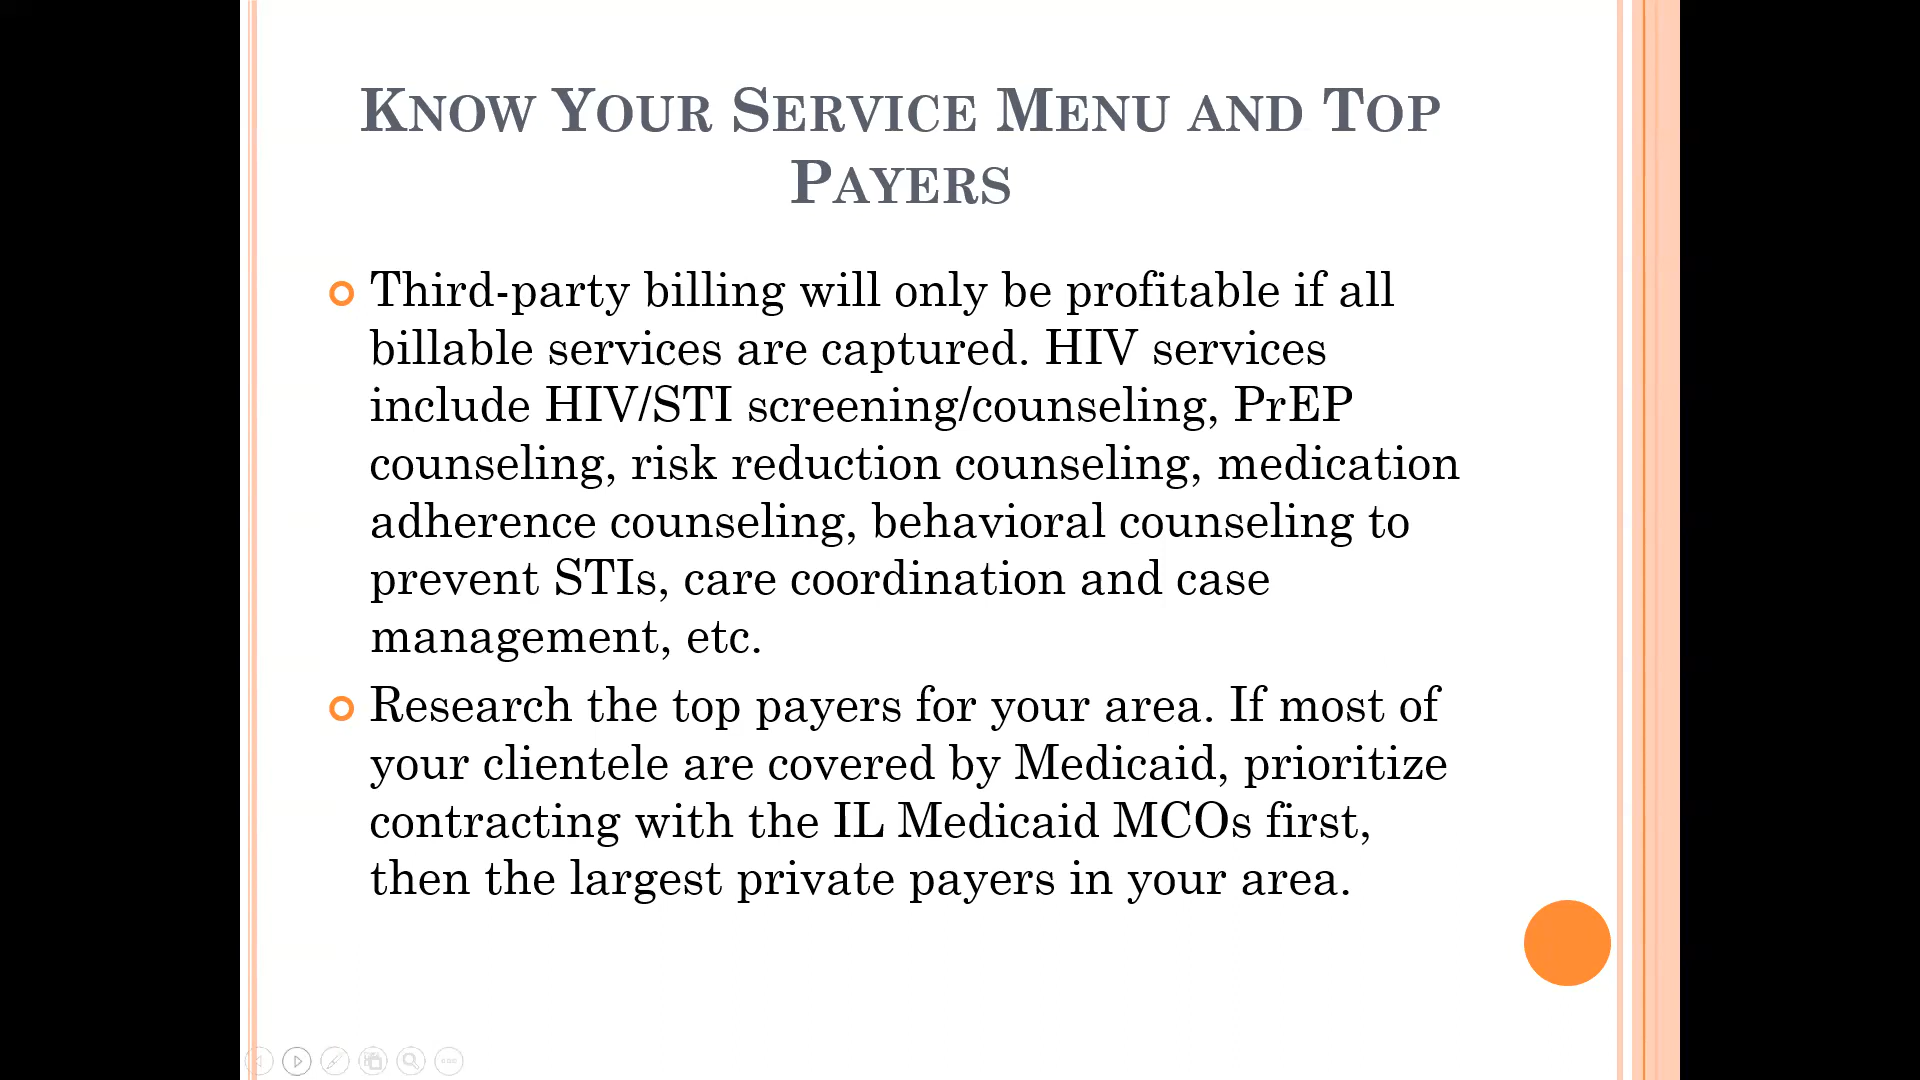 Know Your Service Menu and Top
Payers
Third-party billing will only be profitable if all
billable services are captured. HIV services
include HIV/STI screening/counseling, PrEP
counseling, risk reduction counseling, medication
adherence counseling, behavioral counseling to
prevent STIs, care coordination and case
management, etc.
Research the top payers for your area. If most of
your clientele are covered by Medicaid, prioritize
contracting with the IL Medicaid MCOs first,
then the largest private payers in your area.